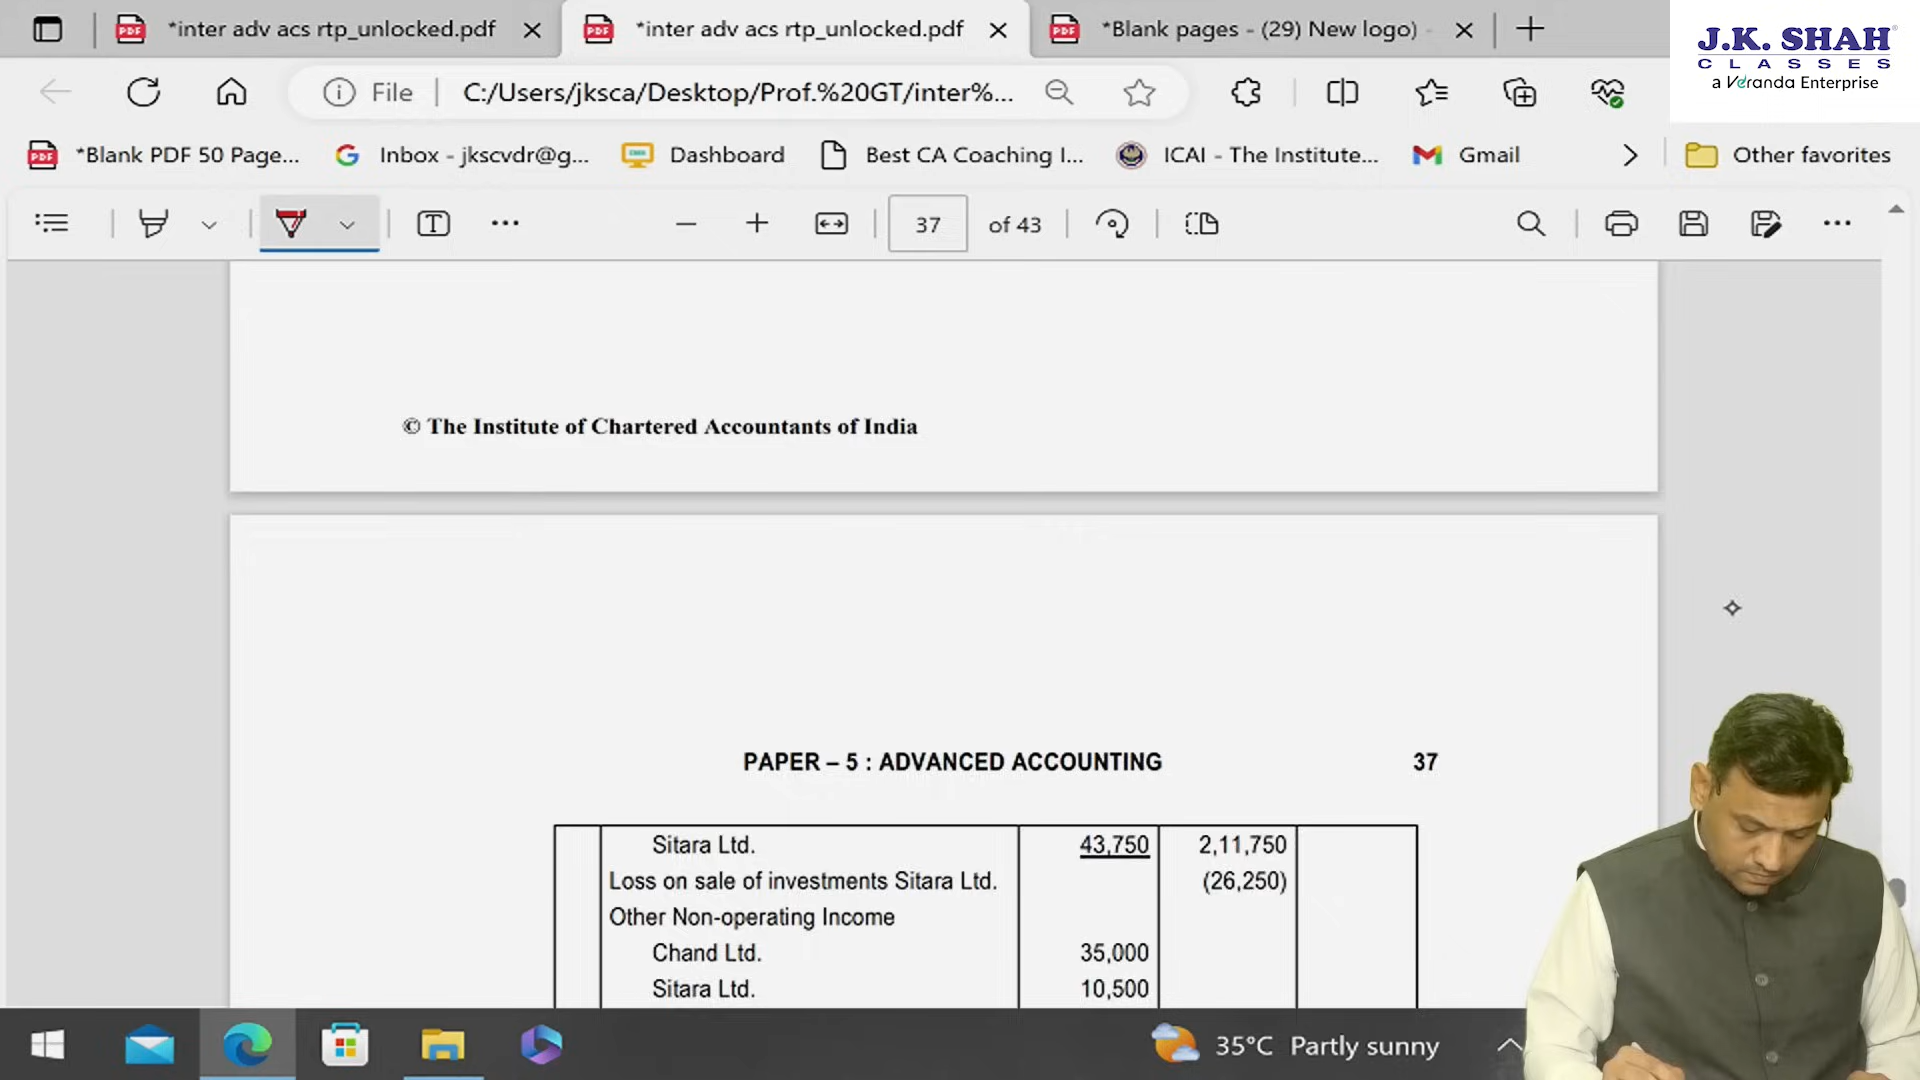 *inter adv acs rtp_unlocked.pdf
*inter adv acs rtp_unlocked.pdf
*Blank pages - (29) New logo) -
J.K. SHAH
CLASSES
a Veranda Enterprise
File
C:/Users/jksca/Desktop/Prof.%20GT/inter%...
*Blank PDF 50 Page...
Inbox - jkscvdr@g...
Dashboard
Best CA Coaching I...
ICAI - The Institute...
Gmail
Other favorites
37 of 43
© The Institute of Chartered Accountants of India
PAPER – 5 : ADVANCED ACCOUNTING 37
Sitara Ltd. 43,750 2,11,750
Loss on sale of investments Sitara Ltd. (26,250)
Other Non-operating Income
Chand Ltd. 35,000
Sitara Ltd. 10,500
35°C Partly sunny